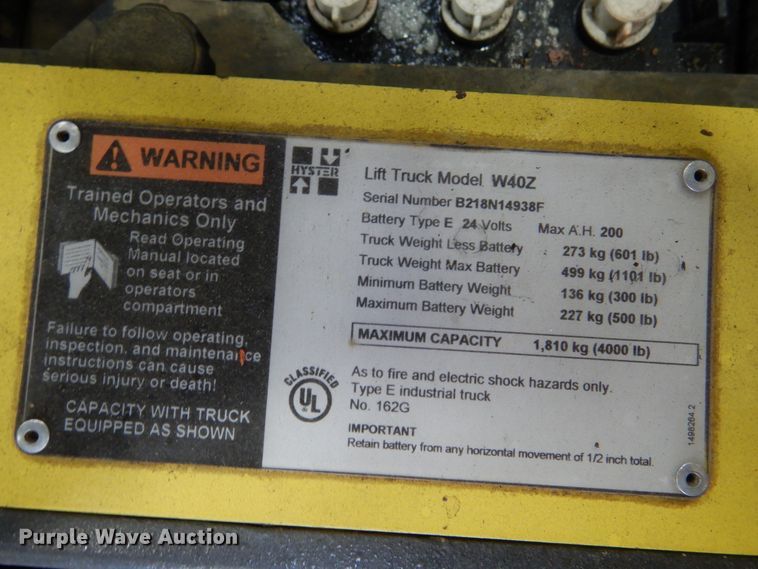 WARNING
Trained Operators and
Mechanics Only
Read Operating
Manual located
on seat or in
operators
compartment
Failure to follow operating,
inspection, and maintenance
instructions can cause
serious injury or death!
CAPACITY WITH TRUCK
EQUIPPED AS SHOWN
HYSTER
Lift Truck Model W40Z
Serial Number B218N14938F
Battery Type E 24 Volts Max A.H. 200
Truck Weight Less Battery 273 kg (601 lb)
Truck Weight Max Battery 499 kg (1101 lb)
Minimum Battery Weight 136 kg (300 lb)
Maximum Battery Weight 227 kg (500 lb)
MAXIMUM CAPACITY 1,810 kg (4000 lb)
CLASSIFIED
UL
As to fire and electric shock hazards only.
Type E industrial truck
No. 162G
IMPORTANT
Retain battery from any horizontal movement of 1/2 inch total.
1498264 2
Purple Wave Auction